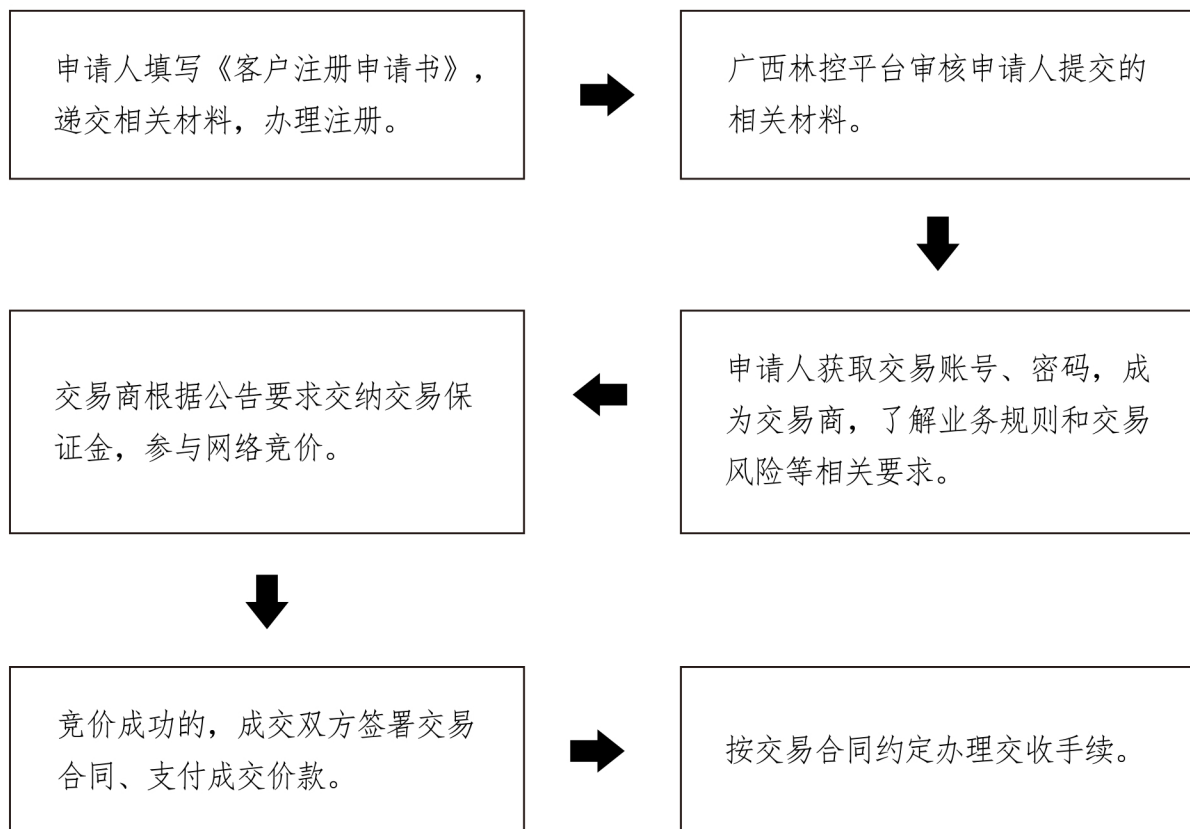 申请人填写《客户注册申请书》，
递交相关材料，办理注册。
广西林控平台审核申请人提交的
相关材料。
申请人获取交易账号、密码，成
为交易商，了解业务规则和交易
风险等相关要求。
交易商根据公告要求交纳交易保
证金，参与网络竞价。
竞价成功的，成交双方签署交易
合同、支付成交价款。
按交易合同约定办理交收手续。